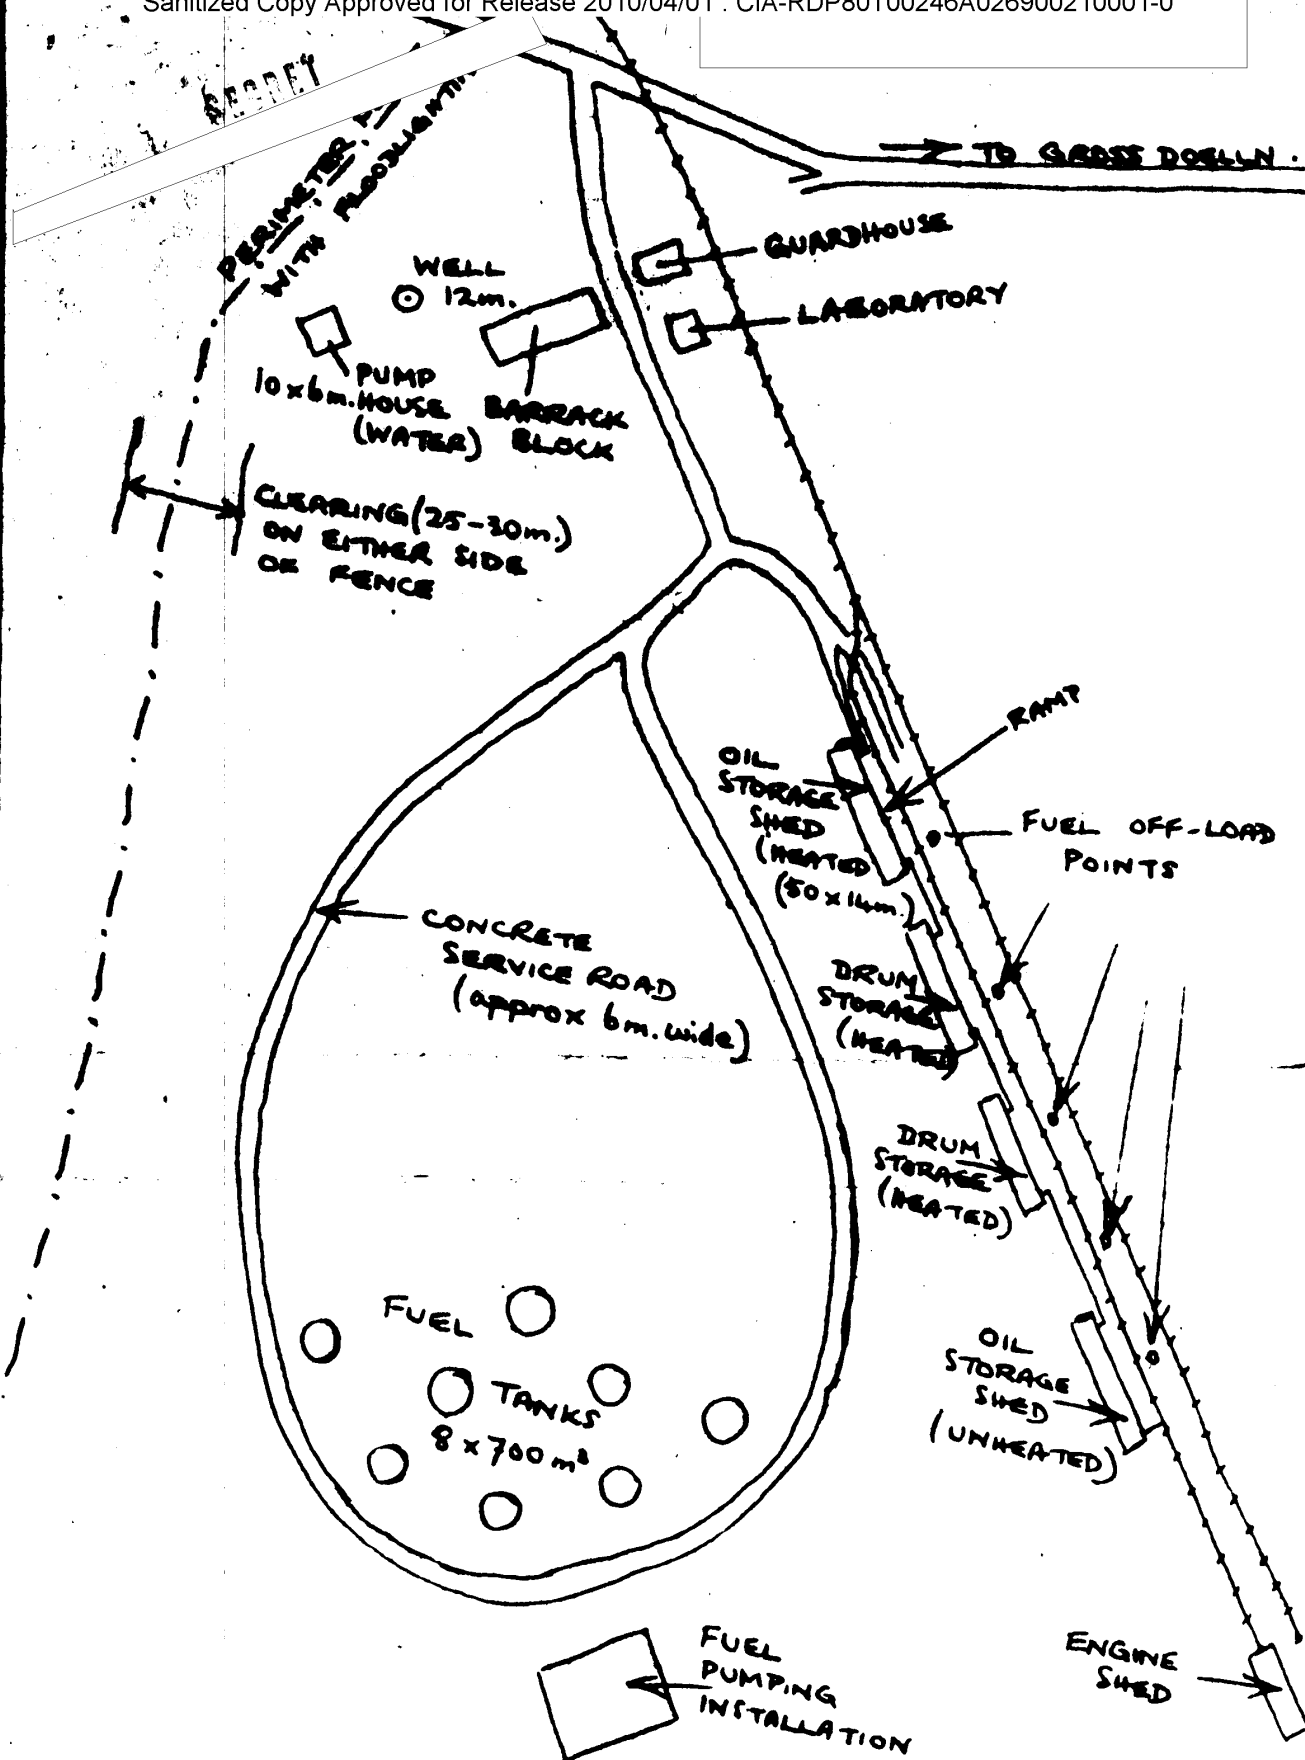 Sanitized Copy Approved for Release 2010/04/01 : CIA-RDP80T00246A026900210001-0
SECRET
PERIMETER
WITH FLOODLIGHTIN
TO GROSS DOELLN.
GUARDHOUSE
WELL
12m.
LABORATORY
PUMP
10x6m. HOUSE
(WATER)
BARRACK
BLOCK
CLEARING (25-30m.)
ON EITHER SIDE
OF FENCE
RAMP
OIL
STORAGE
SHED
(HEATED
(50x14m.)
FUEL OFF-LOAD
POINTS
CONCRETE
SERVICE ROAD
(approx 6m. wide)
DRUM
STORAGE
(HEATED)
DRUM
STORAGE
(HEATED)
FUEL
TANKS
8 x 700 m³
OIL
STORAGE
SHED
(UNHEATED)
FUEL
PUMPING
INSTALLATION
ENGINE
SHED